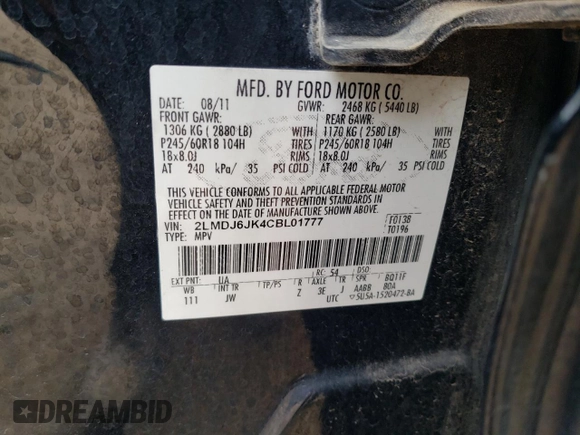 MFD. BY FORD MOTOR CO.
DATE: 08/11 GVWR: 2468 KG ( 5440 LB)
FRONT GAWR: REAR GAWR:
1306 KG ( 2880 LB) WITH 1170 KG ( 2580 LB) WITH
P245/60R18 104H TIRES P245/60R18 104H TIRES
18x8.0J RIMS 18x8.0J RIMS
AT 240 kPa/ 35 PSI COLD AT 240 kPa/ 35 PSI COLD
THIS VEHICLE CONFORMS TO ALL APPLICABLE FEDERAL MOTOR
VEHICLE SAFETY AND THEFT PREVENTION STANDARDS IN
EFFECT ON THE DATE OF MANUFACTURE SHOWN ABOVE.
VIN: 2LMDJ6JK4CBL01777
TYPE: MPV
F0138
T0196
EXT PNT: UA RC: 54 DSO:
WB INT TR TP/PS R AXLE TR SPR BQ11F
111 JW Z 3E J AABB 80A
UTC ▽5U5A-1520472-BA
DREAMBID